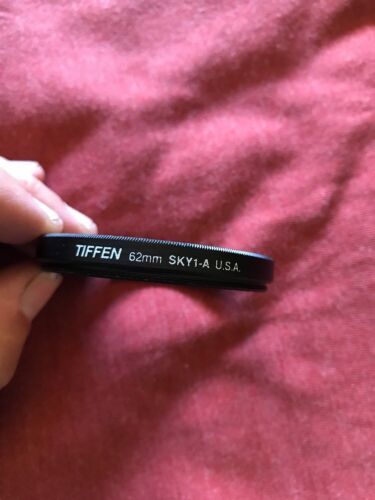 TIFFEN 62mm SKY1-A U.S.A.